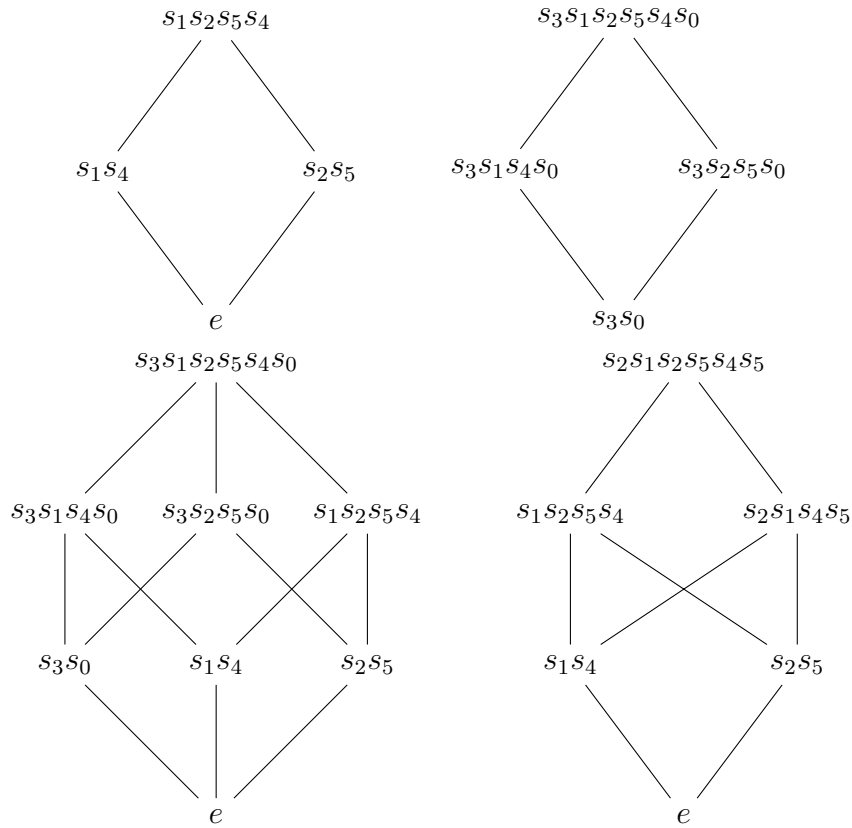 s₁s₂s₅s₄ s₃s₁s₂s₅s₄s₀
s₁s₄ s₂s₅ s₃s₁s₄s₀ s₃s₂s₅s₀
e s₃s₀
s₃s₁s₂s₅s₄s₀ s₂s₁s₂s₅s₄s₅
s₃s₁s₄s₀ s₃s₂s₅s₀ s₁s₂s₅s₄ s₁s₂s₅s₄ s₂s₁s₄s₅
s₃s₀ s₁s₄ s₂s₅ s₁s₄ s₂s₅
e e